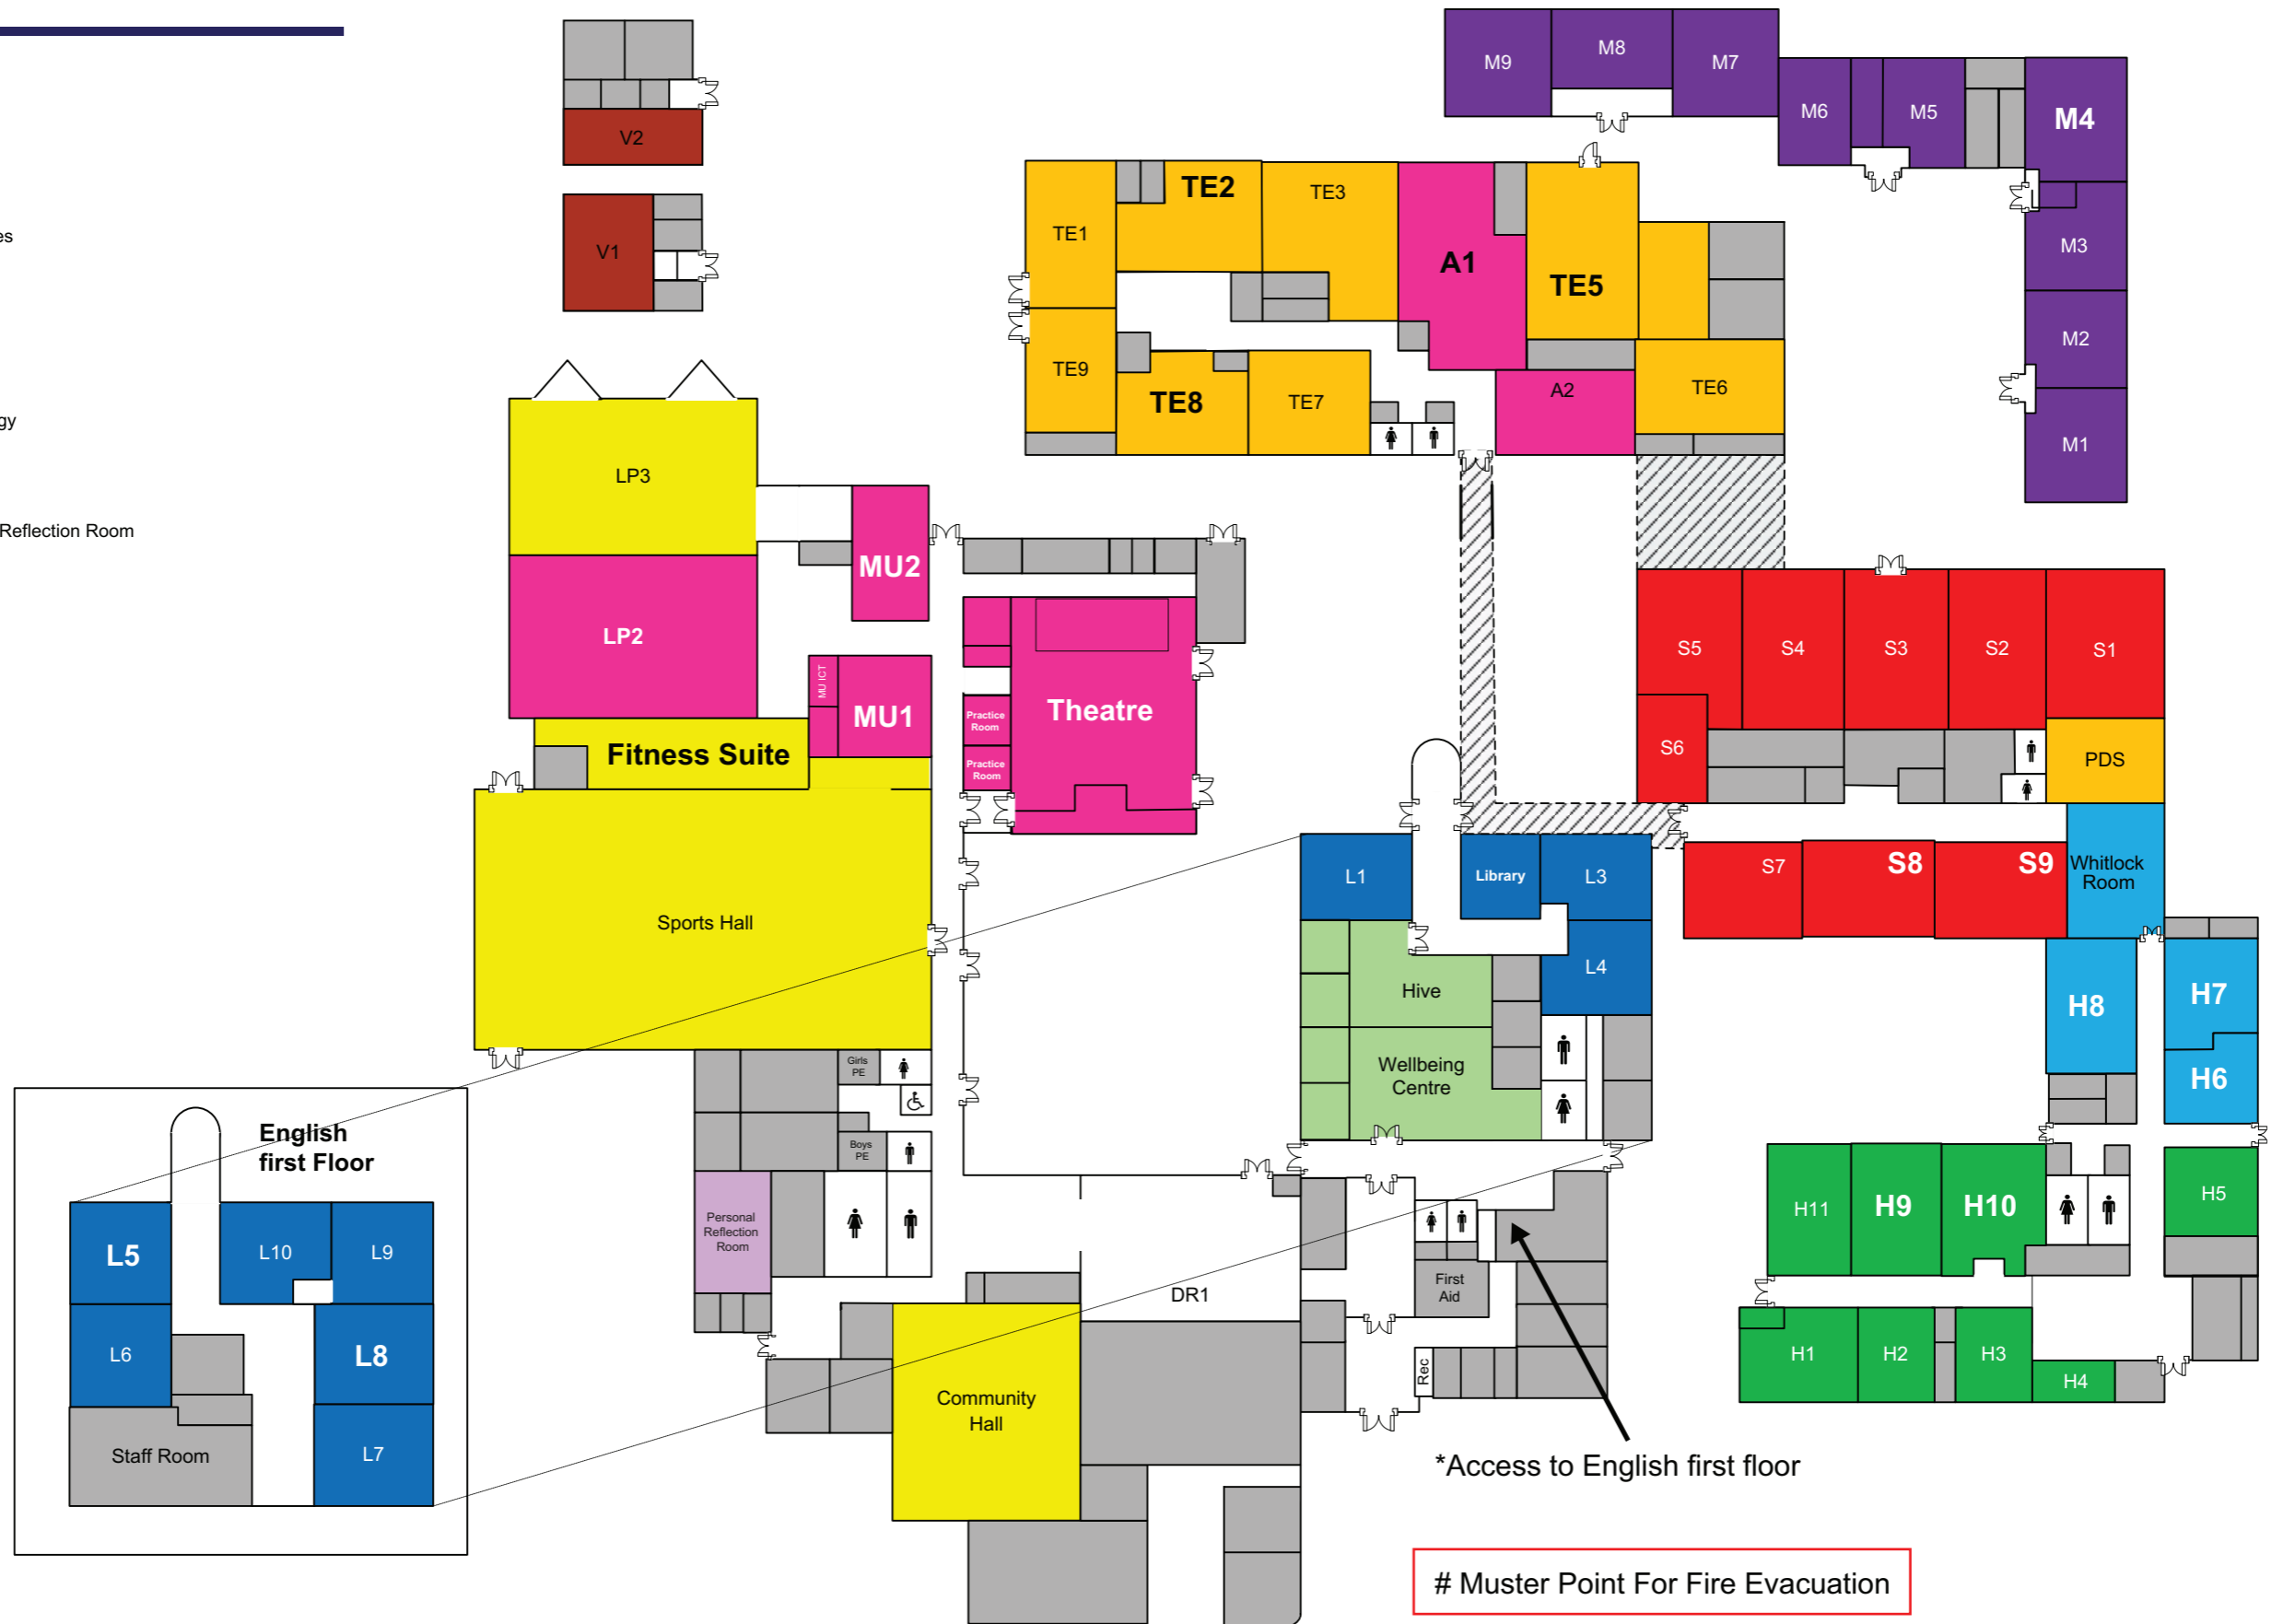 es
gy
Reflection Room
V2
V1
M9
M8
M7
M6
M5
M4
M3
M2
M1
TE1
TE2
TE3
A1
TE5
TE9
TE8
TE7
A2
TE6
LP3
MU2
LP2
MU ICT
MU1
Fitness Suite
Practice
Room
Practice
Room
Theatre
Sports Hall
S5
S4
S3
S2
S1
S6
PDS
S7
S8
S9
Whitlock
Room
L1
Library
L3
L4
Hive
Wellbeing
Centre
H8
H7
H6
Girls
PE
Boys
PE
Personal
Reflection
Room
English
first Floor
L5
L10
L9
L6
L8
Staff Room
L7
DR1
First
Aid
Rec
Community
Hall
H11
H9
H10
H5
H1
H2
H3
H4
*Access to English first floor
# Muster Point For Fire Evacuation